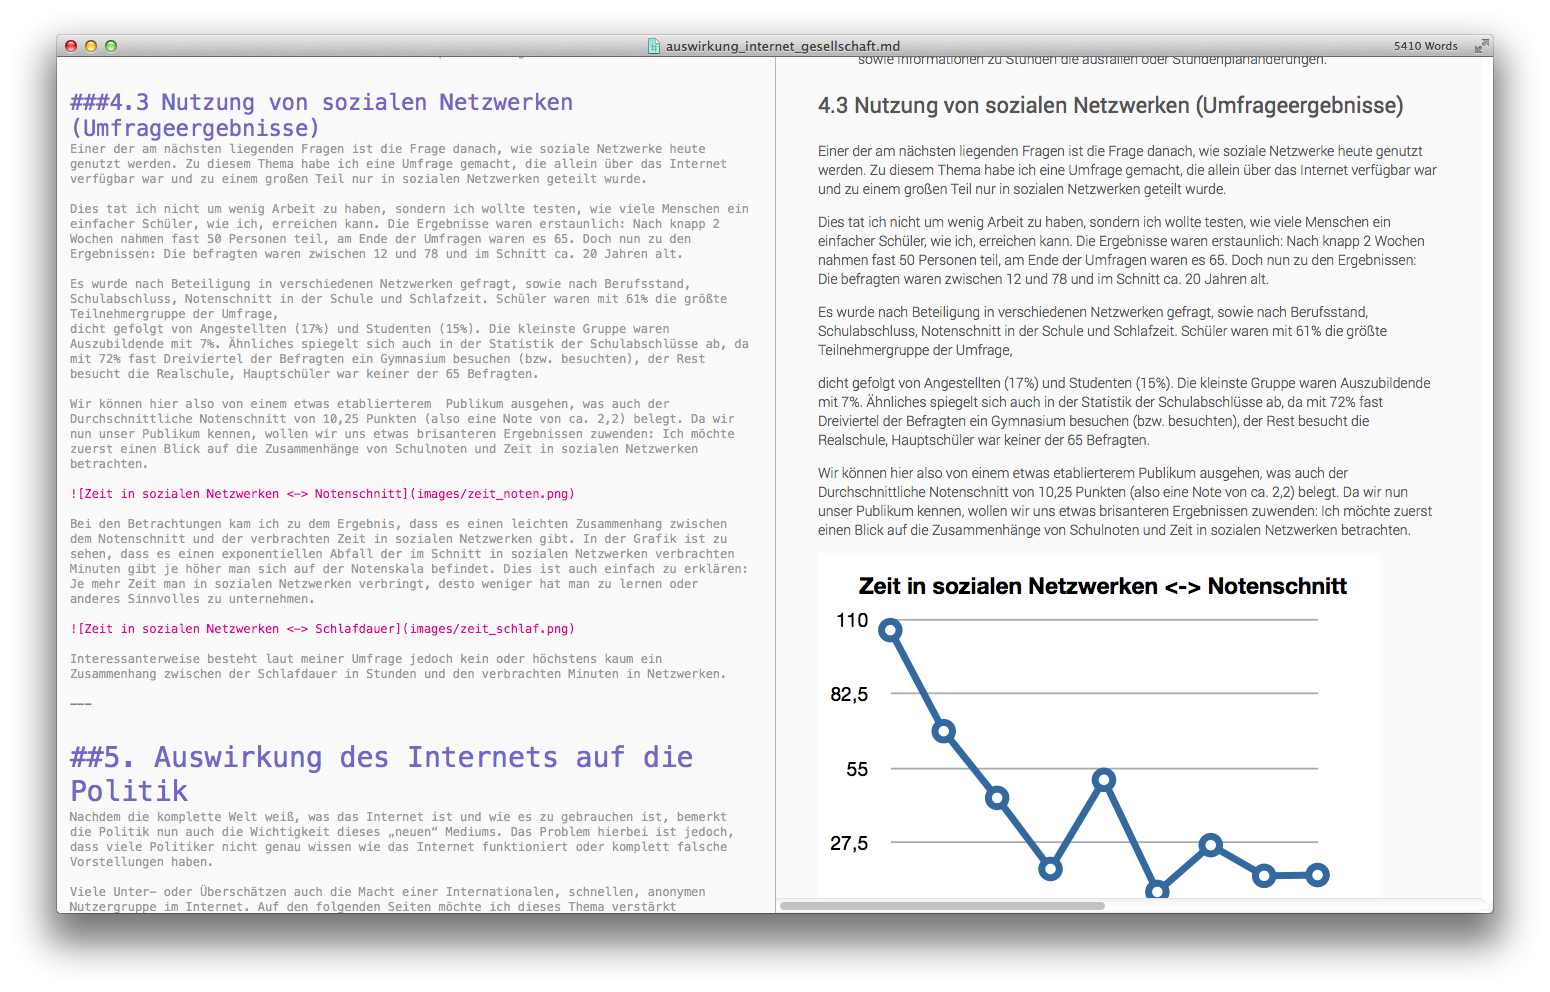 auswirkung_internet_gesellschaft.md
5410 Words
###4.3 Nutzung von sozialen Netzwerken
(Umfrageergebnisse)
Einer der am nächsten liegenden Fragen ist die Frage danach, wie soziale Netzwerke heute
genutzt werden. Zu diesem Thema habe ich eine Umfrage gemacht, die allein über das Internet
verfügbar war und zu einem großen Teil nur in sozialen Netzwerken geteilt wurde.
Dies tat ich nicht um wenig Arbeit zu haben, sondern ich wollte testen, wie viele Menschen ein
einfacher Schüler, wie ich, erreichen kann. Die Ergebnisse waren erstaunlich: Nach knapp 2
Wochen nahmen fast 50 Personen teil, am Ende der Umfragen waren es 65. Doch nun zu den
Ergebnissen: Die befragten waren zwischen 12 und 78 und im Schnitt ca. 20 Jahren alt.
Es wurde nach Beteiligung in verschiedenen Netzwerken gefragt, sowie nach Berufsstand,
Schulabschluss, Notenschnitt in der Schule und Schlafzeit. Schüler waren mit 61% die größte
Teilnehmergruppe der Umfrage,
dicht gefolgt von Angestellten (17%) und Studenten (15%). Die kleinste Gruppe waren
Auszubildende mit 7%. Ähnliches spiegelt sich auch in der Statistik der Schulabschlüsse ab, da
mit 72% fast Dreiviertel der Befragten ein Gymnasium besuchen (bzw. besuchten), der Rest
besucht die Realschule, Hauptschüler war keiner der 65 Befragten.
Wir können hier also von einem etwas etablierterem  Publikum ausgehen, was auch der
Durchschnittliche Notenschnitt von 10,25 Punkten (also eine Note von ca. 2,2) belegt. Da wir
nun unser Publikum kennen, wollen wir uns etwas brisanteren Ergebnissen zuwenden: Ich möchte
zuerst einen Blick auf die Zusammenhänge von Schulnoten und Zeit in sozialen Netzwerken
betrachten.
![Zeit in sozialen Netzwerken <-> Notenschnitt](images/zeit_noten.png)
Bei den Betrachtungen kam ich zu dem Ergebnis, dass es einen leichten Zusammenhang zwischen
dem Notenschnitt und der verbrachten Zeit in sozialen Netzwerken gibt. In der Grafik ist zu
sehen, dass es einen exponentiellen Abfall der im Schnitt in sozialen Netzwerken verbrachten
Minuten gibt je höher man sich auf der Notenskala befindet. Dies ist auch einfach zu erklären:
Je mehr Zeit man in sozialen Netzwerken verbringt, desto weniger hat man zu lernen oder
anderes Sinnvolles zu unternehmen.
![Zeit in sozialen Netzwerken <-> Schlafdauer](images/zeit_schlaf.png)
Interessanterweise besteht laut meiner Umfrage jedoch kein oder höchstens kaum ein
Zusammenhang zwischen der Schlafdauer in Stunden und den verbrachten Minuten in Netzwerken.
---
##5. Auswirkung des Internets auf die
Politik
Nachdem die komplette Welt weiß, was das Internet ist und wie es zu gebrauchen ist, bemerkt
die Politik nun auch die Wichtigkeit dieses „neuen“ Mediums. Das Problem hierbei ist jedoch,
dass viele Politiker nicht genau wissen wie das Internet funktioniert oder komplett falsche
Vorstellungen haben.
Viele Unter- oder Überschätzen auch die Macht einer Internationalen, schnellen, anonymen
Nutzergruppe im Internet. Auf den folgenden Seiten möchte ich dieses Thema verstärkt
sowie Informationen zu Stunden die ausfallen oder Stundenplanänderungen.
4.3 Nutzung von sozialen Netzwerken (Umfrageergebnisse)
Einer der am nächsten liegenden Fragen ist die Frage danach, wie soziale Netzwerke heute genutzt
werden. Zu diesem Thema habe ich eine Umfrage gemacht, die allein über das Internet verfügbar war
und zu einem großen Teil nur in sozialen Netzwerken geteilt wurde.
Dies tat ich nicht um wenig Arbeit zu haben, sondern ich wollte testen, wie viele Menschen ein
einfacher Schüler, wie ich, erreichen kann. Die Ergebnisse waren erstaunlich: Nach knapp 2 Wochen
nahmen fast 50 Personen teil, am Ende der Umfragen waren es 65. Doch nun zu den Ergebnissen:
Die befragten waren zwischen 12 und 78 und im Schnitt ca. 20 Jahren alt.
Es wurde nach Beteiligung in verschiedenen Netzwerken gefragt, sowie nach Berufsstand,
Schulabschluss, Notenschnitt in der Schule und Schlafzeit. Schüler waren mit 61% die größte
Teilnehmergruppe der Umfrage,
dicht gefolgt von Angestellten (17%) und Studenten (15%). Die kleinste Gruppe waren Auszubildende
mit 7%. Ähnliches spiegelt sich auch in der Statistik der Schulabschlüsse ab, da mit 72% fast
Dreiviertel der Befragten ein Gymnasium besuchen (bzw. besuchten), der Rest besucht die
Realschule, Hauptschüler war keiner der 65 Befragten.
Wir können hier also von einem etwas etablierterem Publikum ausgehen, was auch der
Durchschnittliche Notenschnitt von 10,25 Punkten (also eine Note von ca. 2,2) belegt. Da wir nun
unser Publikum kennen, wollen wir uns etwas brisanteren Ergebnissen zuwenden: Ich möchte zuerst
einen Blick auf die Zusammenhänge von Schulnoten und Zeit in sozialen Netzwerken betrachten.
Zeit in sozialen Netzwerken <-> Notenschnitt
110
82,5
55
27,5